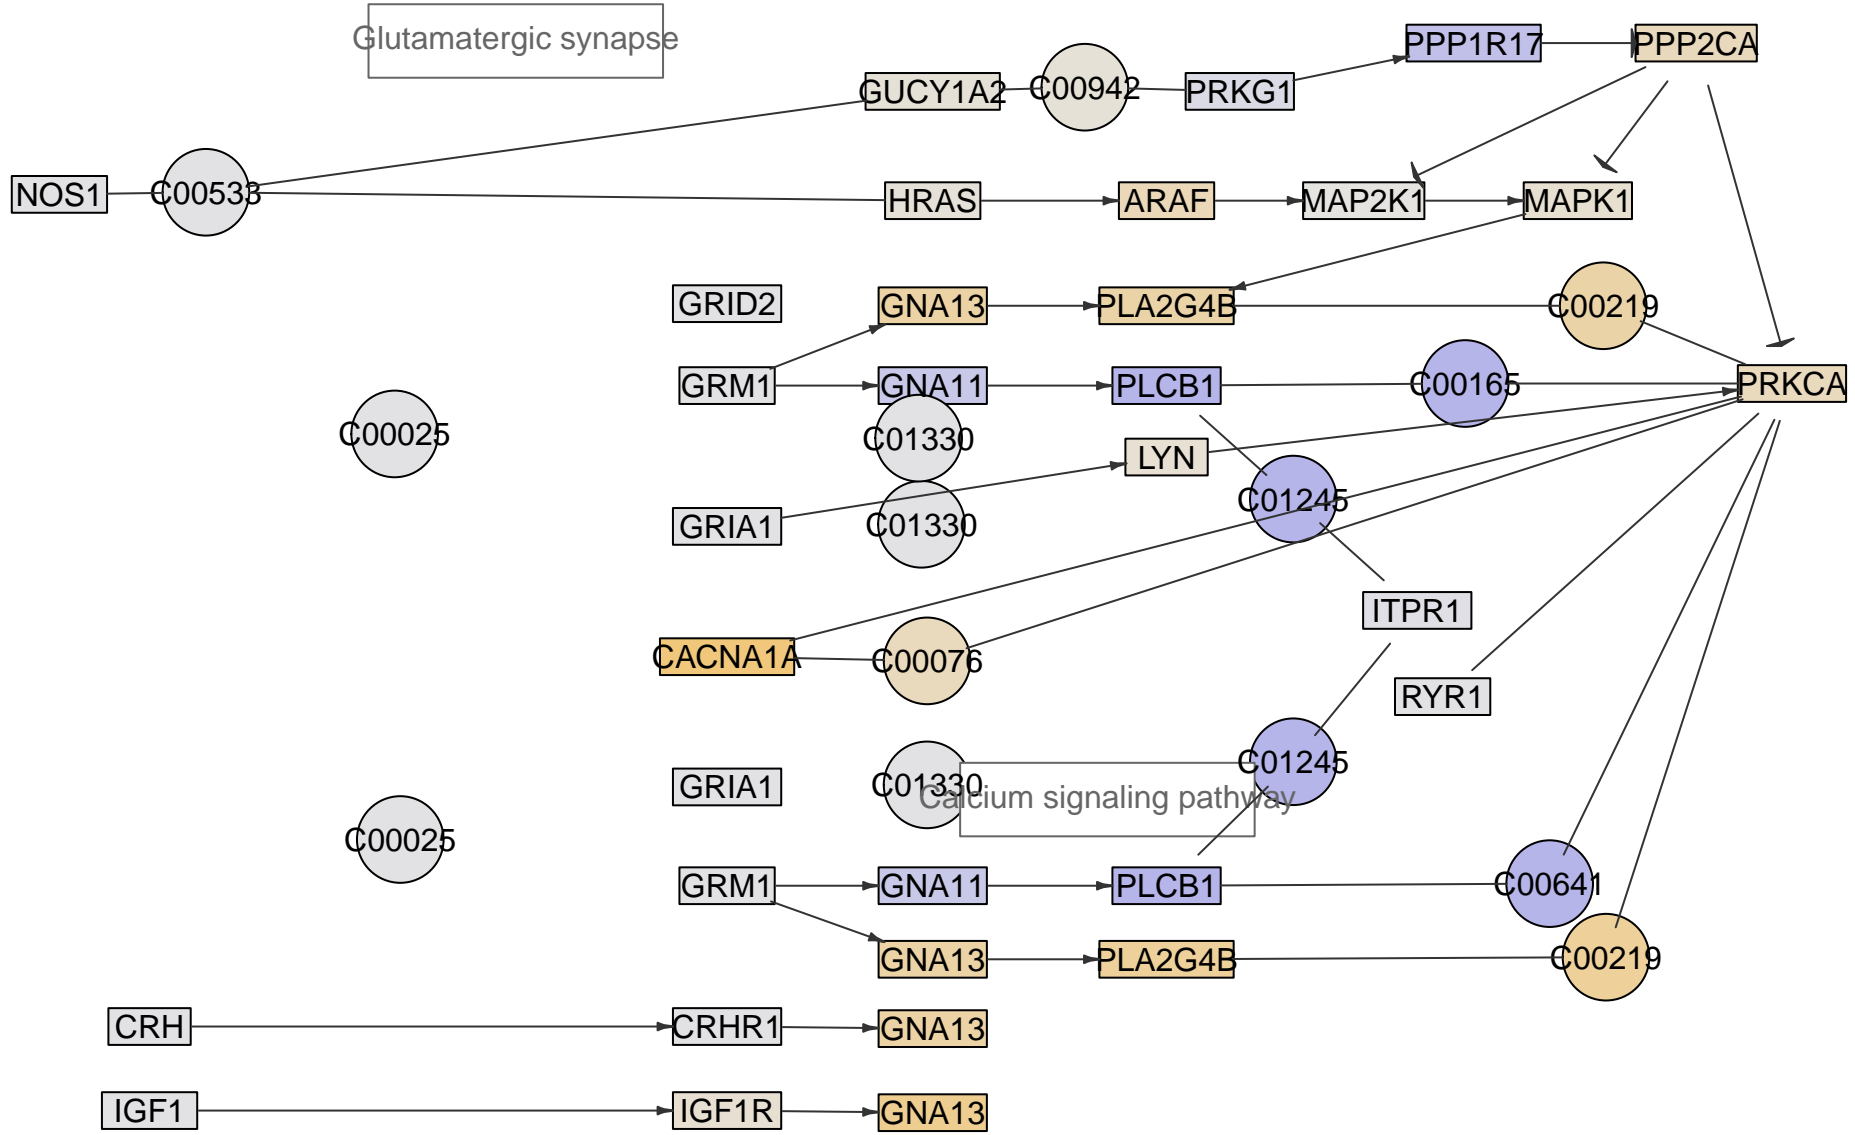 Glutamatergic synapse
PPP1R17
PPP2CA
GUCY1A2
C00942
PRKG1
NOS1
C00533
HRAS
ARAF
MAP2K1
MAPK1
GRID2
GNA13
PLA2G4B
C00219
GRM1
GNA11
PLCB1
C00165
PRKCA
C00025
C01330
LYN
C01245
GRIA1
C01330
ITPR1
CACNA1A
C00076
RYR1
GRIA1
C01330
C01245
Calcium signaling pathway
C00025
GRM1
GNA11
PLCB1
C00641
GNA13
PLA2G4B
C00219
CRH
CRHR1
GNA13
IGF1
IGF1R
GNA13